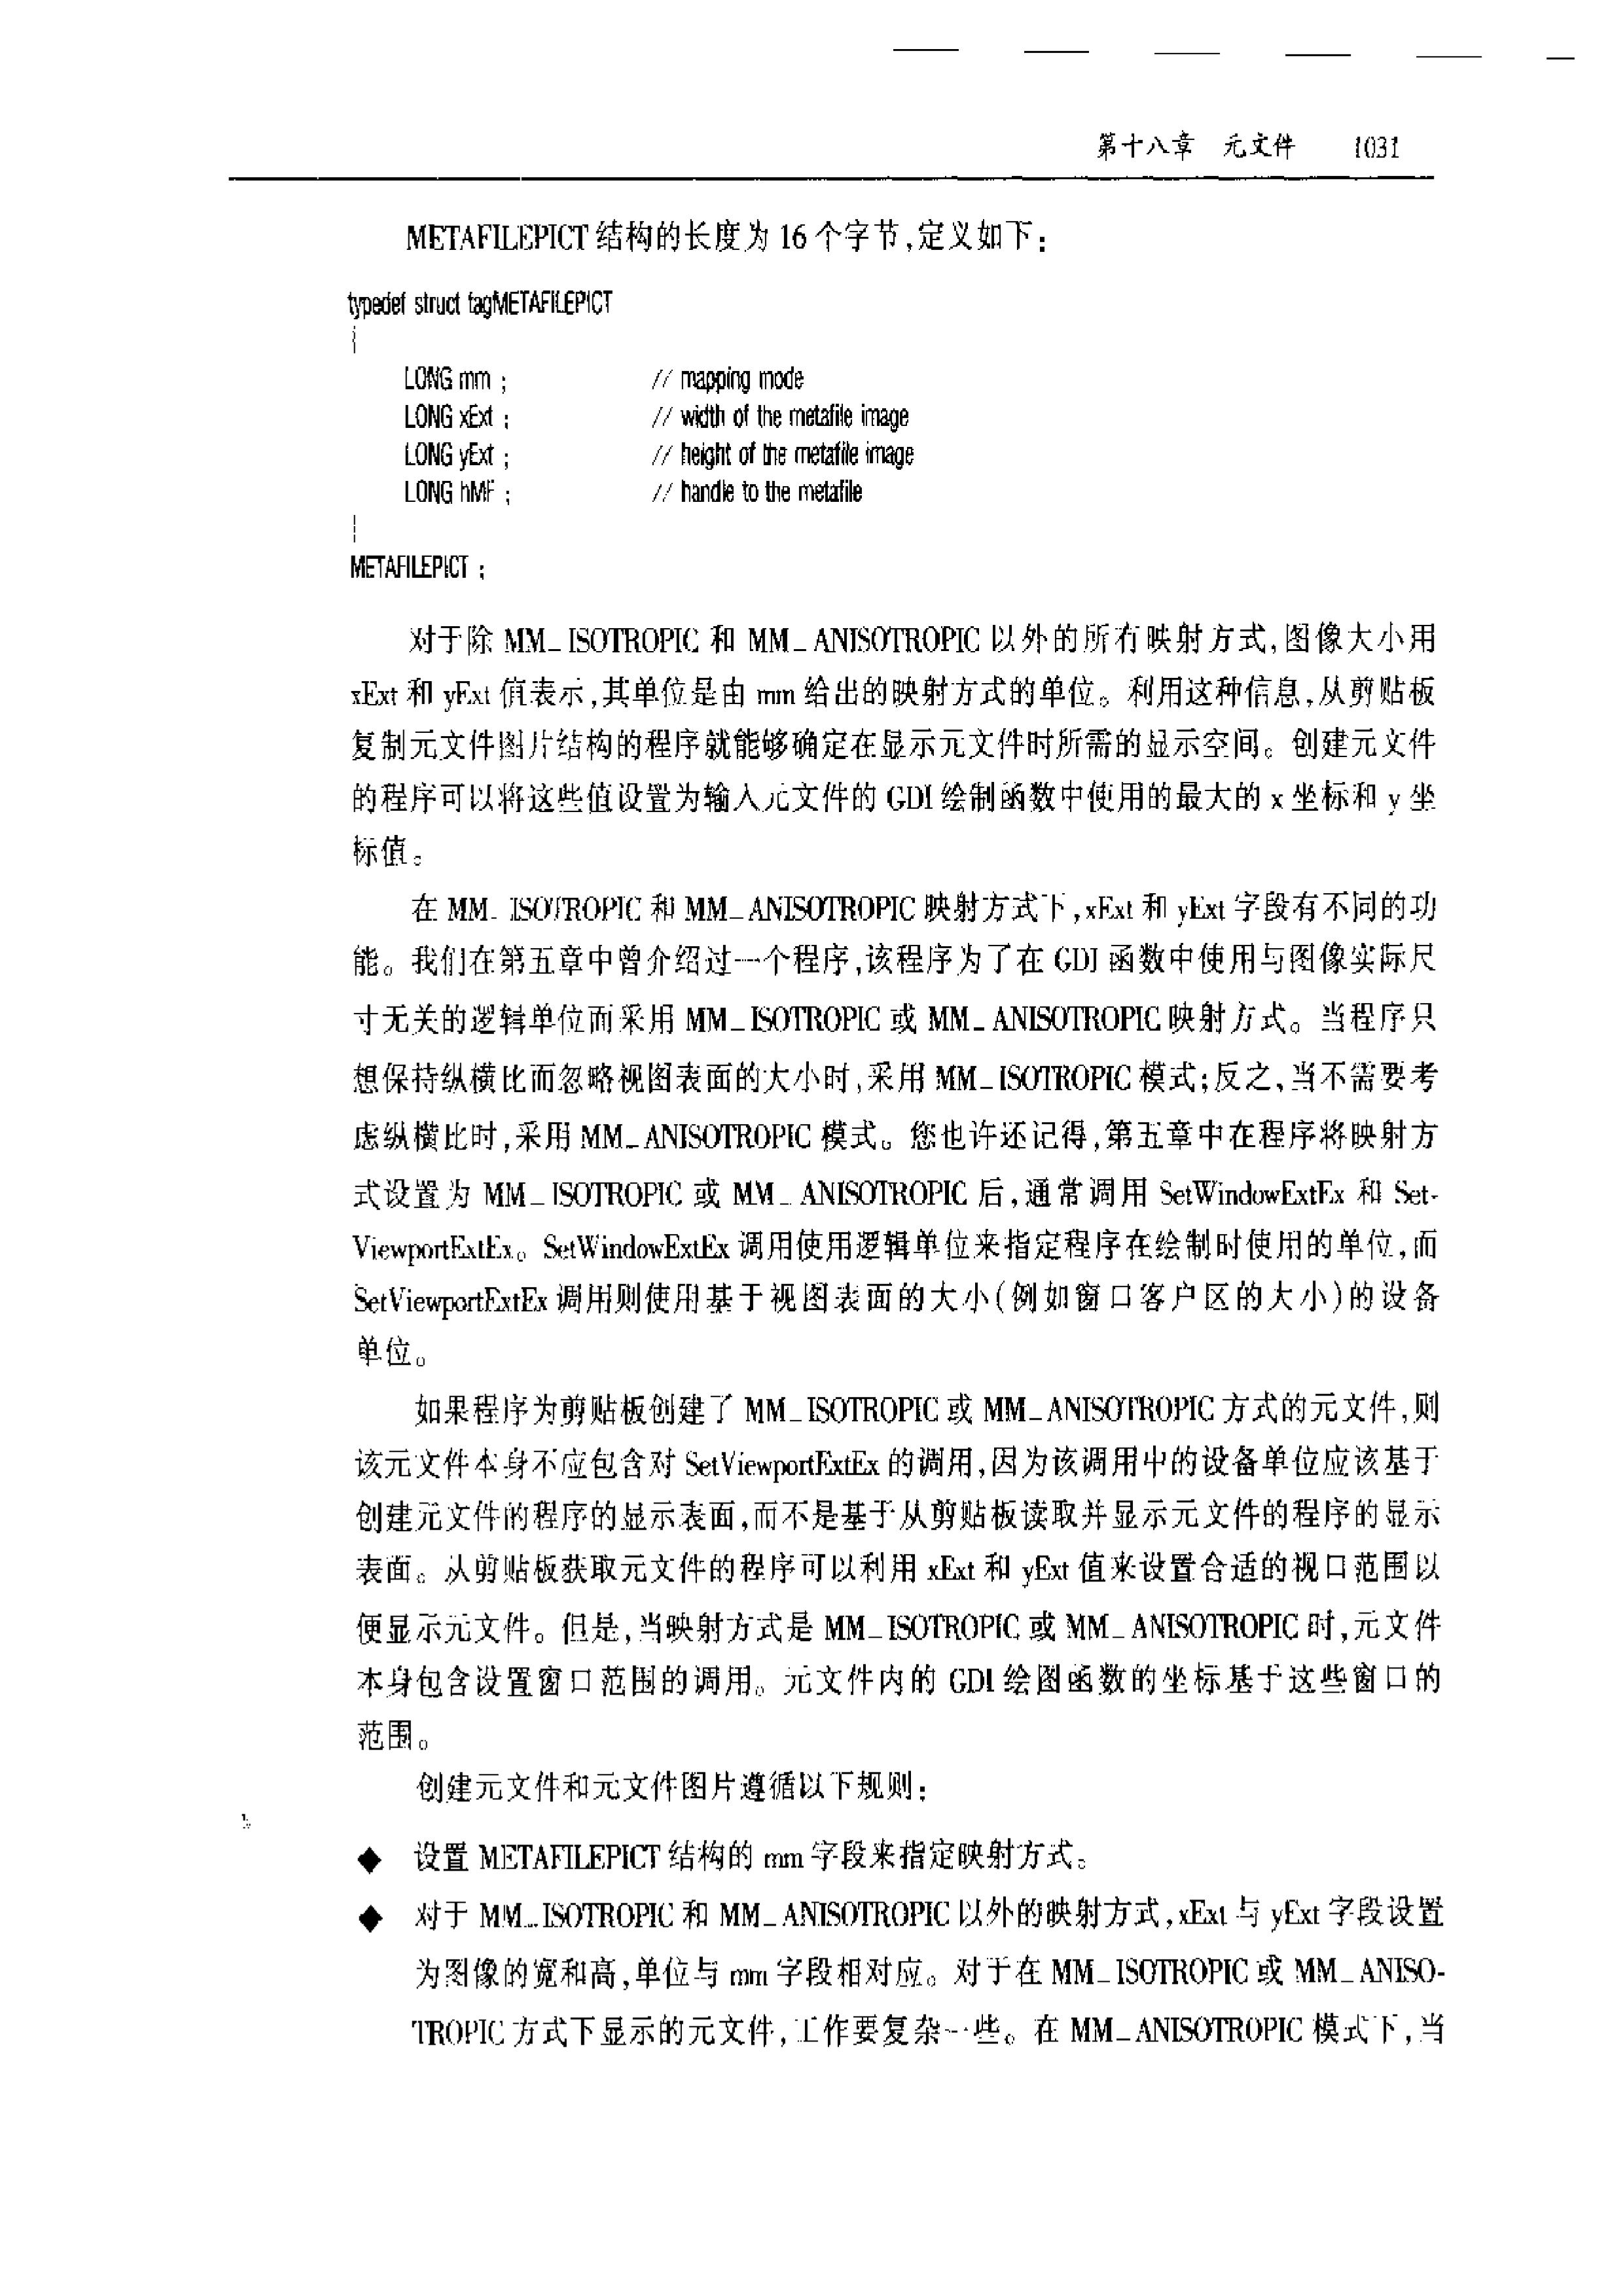 第十八章 元文件 1031
METAFILEPICT 结构的长度为 16 个字节,定义如下:
typedef struct tagMETAFILEPICT
{
LONG mm ; // mapping mode
LONG xExt ; // width of the metafile image
LONG yExt ; // height of the metafile image
LONG hMF ; // handle to the metafile
}
METAFILEPICT ;
对于除 MM_ISOTROPIC 和 MM_ANISOTROPIC 以外的所有映射方式,图像大小用
xExt 和 yExt 值表示,其单位是由 mm 给出的映射方式的单位。利用这种信息,从剪贴板
复制元文件图片结构的程序就能够确定在显示元文件时所需的显示空间。创建元文件
的程序可以将这些值设置为输入元文件的 GDI 绘制函数中使用的最大的 x 坐标和 y 坐
标值。
在 MM_ISOTROPIC 和 MM_ANISOTROPIC 映射方式下,xExt 和 yExt 字段有不同的功
能。我们在第五章中曾介绍过一个程序,该程序为了在 GDI 函数中使用与图像实际尺
寸无关的逻辑单位而采用 MM_ISOTROPIC 或 MM_ANISOTROPIC 映射方式。当程序只
想保持纵横比而忽略视图表面的大小时,采用 MM_ISOTROPIC 模式;反之,当不需要考
虑纵横比时,采用 MM_ANISOTROPIC 模式。您也许还记得,第五章中在程序将映射方
式设置为 MM_ISOTROPIC 或 MM_ANISOTROPIC 后,通常调用 SetWindowExtEx 和 Set-
ViewportExtEx。SetWindowExtEx 调用使用逻辑单位来指定程序在绘制时使用的单位,而
SetViewportExtEx 调用则使用基于视图表面的大小(例如窗口客户区的大小)的设备
单位。
如果程序为剪贴板创建了 MM_ISOTROPIC 或 MM_ANISOTROPIC 方式的元文件,则
该元文件本身不应包含对 SetViewportExtEx 的调用,因为该调用中的设备单位应该基于
创建元文件的程序的显示表面,而不是基于从剪贴板读取并显示元文件的程序的显示
表面。从剪贴板获取元文件的程序可以利用 xExt 和 yExt 值来设置合适的视口范围以
便显示元文件。但是,当映射方式是 MM_ISOTROPIC 或 MM_ANISOTROPIC 时,元文件
本身包含设置窗口范围的调用。元文件内的 GDI 绘图函数的坐标基于这些窗口的
范围。
创建元文件和元文件图片遵循以下规则:
◆ 设置 METAFILEPICT 结构的 mm 字段来指定映射方式。
◆ 对于 MM_ISOTROPIC 和 MM_ANISOTROPIC 以外的映射方式,xExt 与 yExt 字段设置
为图像的宽和高,单位与 mm 字段相对应。对于在 MM_ISOTROPIC 或 MM_ANISO-
TROPIC 方式下显示的元文件,工作要复杂一些。在 MM_ANISOTROPIC 模式下,当